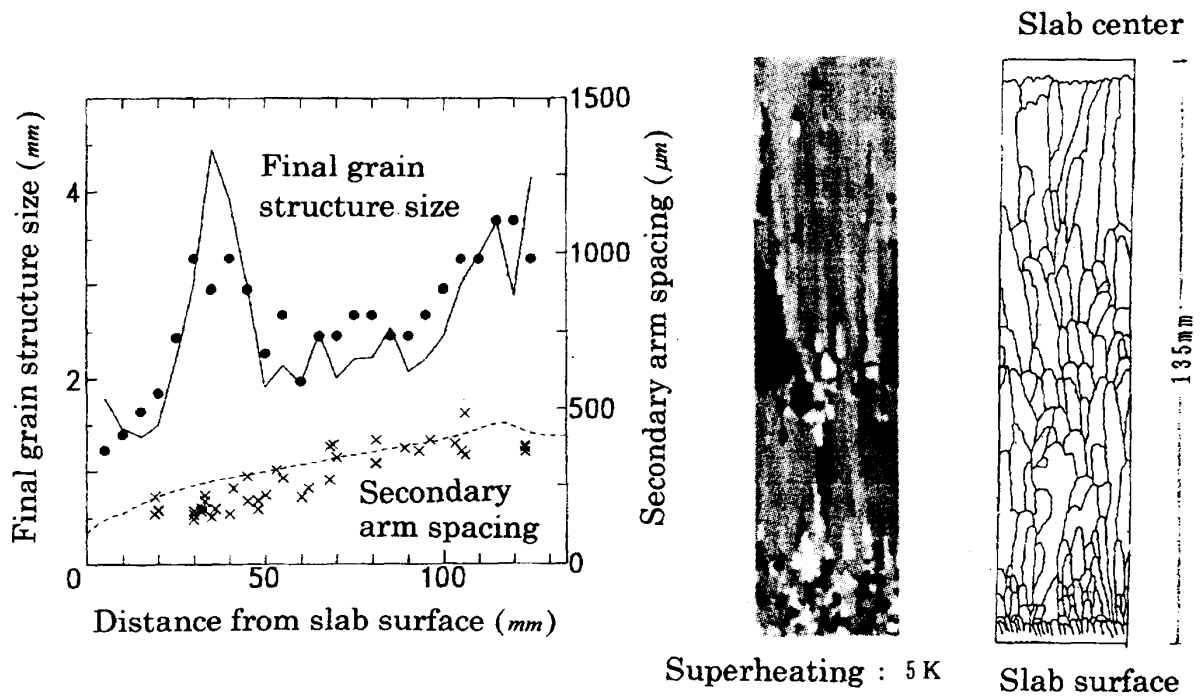 Slab center
Final grain structure size (mm)
4
2
0
Final grain
structure size
Secondary
arm spacing
1500
1000
500
0
Secondary arm spacing (μm)
50
100
Distance from slab surface (mm)
135mm
Superheating : 5K
Slab surface